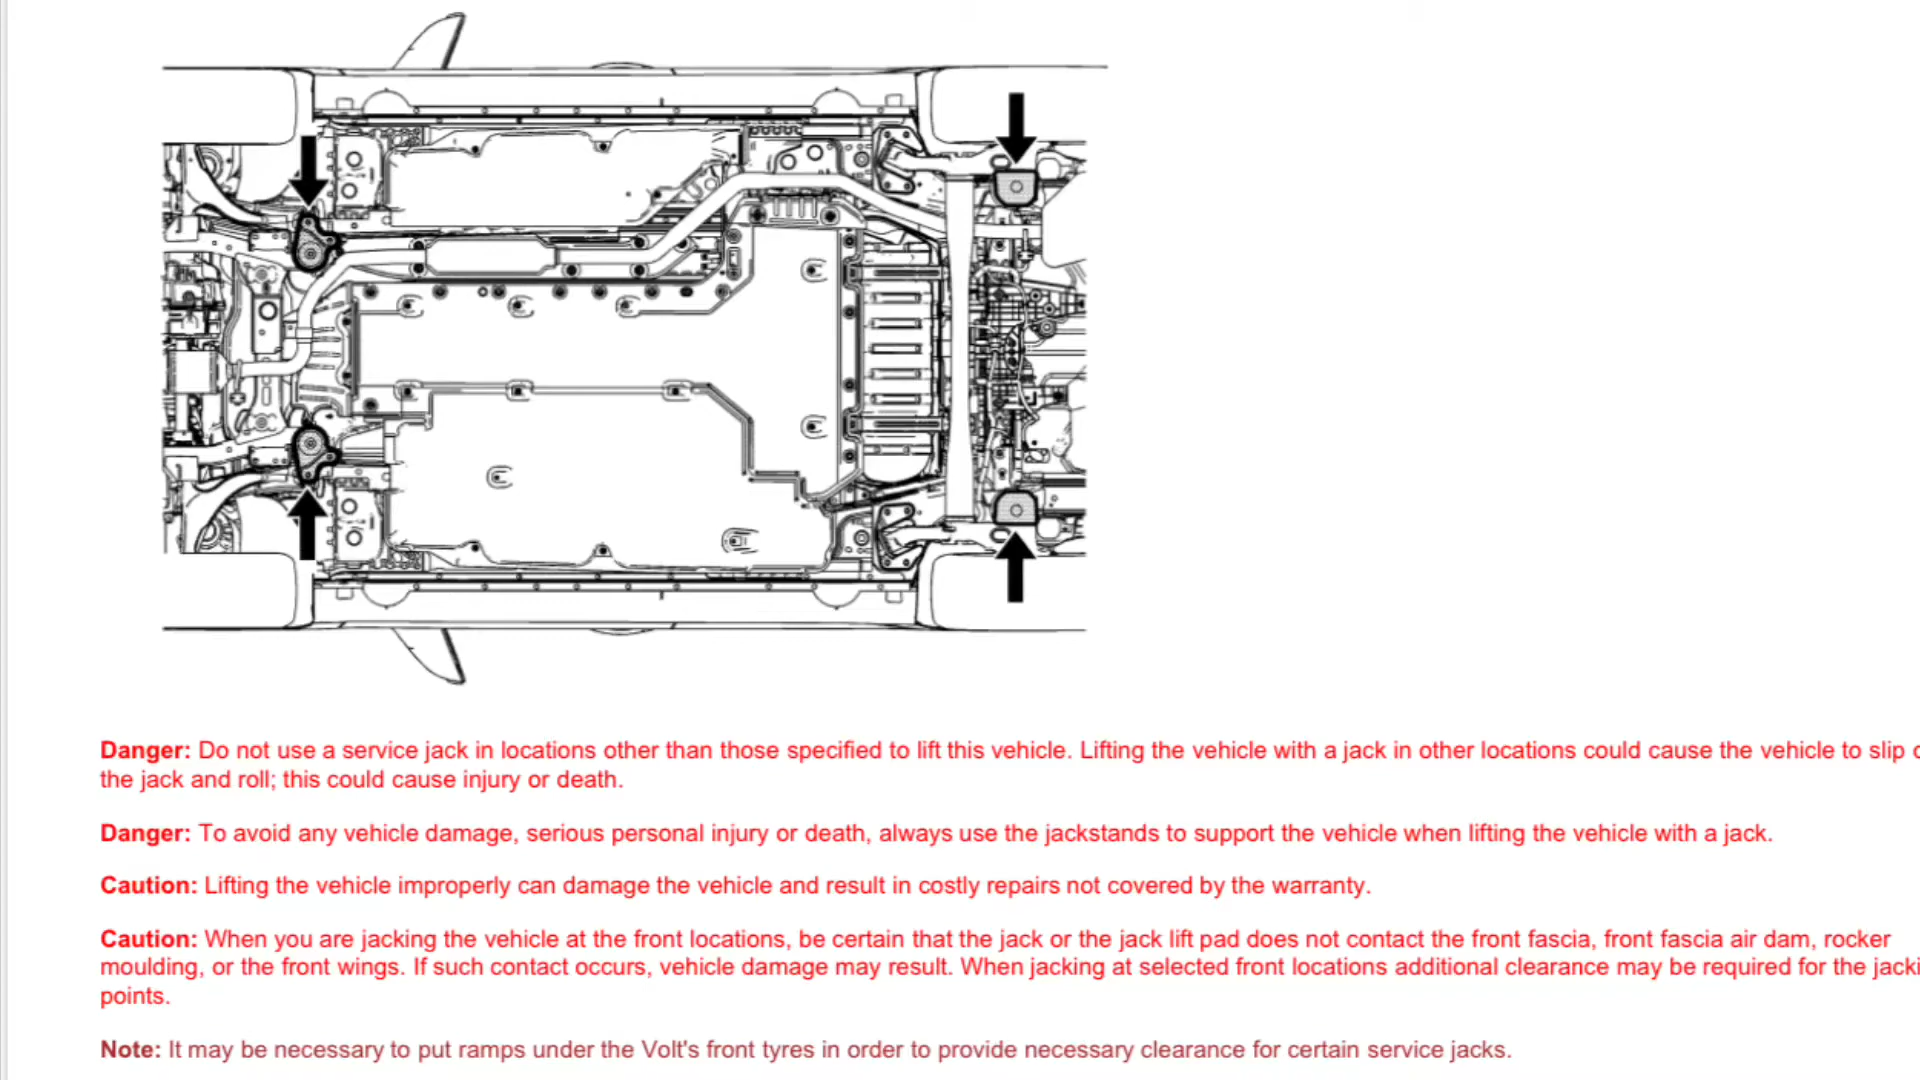 Danger: Do not use a service jack in locations other than those specified to lift this vehicle. Lifting the vehicle with a jack in other locations could cause the vehicle to slip
the jack and roll; this could cause injury or death.
Danger: To avoid any vehicle damage, serious personal injury or death, always use the jackstands to support the vehicle when lifting the vehicle with a jack.
Caution: Lifting the vehicle improperly can damage the vehicle and result in costly repairs not covered by the warranty.
Caution: When you are jacking the vehicle at the front locations, be certain that the jack or the jack lift pad does not contact the front fascia, front fascia air dam, rocker
moulding, or the front wings. If such contact occurs, vehicle damage may result. When jacking at selected front locations additional clearance may be required for the jacki
points.
Note: It may be necessary to put ramps under the Volt's front tyres in order to provide necessary clearance for certain service jacks.